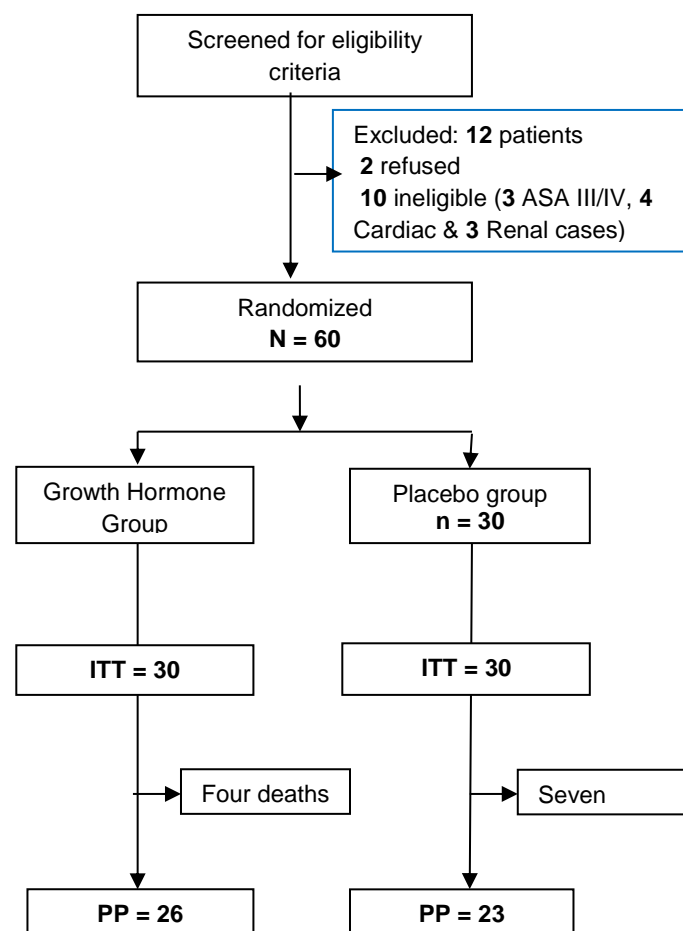 Screened for eligibility
criteria
Excluded: 12 patients
2 refused
10 ineligible (3 ASA III/IV, 4
Cardiac & 3 Renal cases)
Randomized
N = 60
Growth Hormone
Group
Placebo group
n = 30
ITT = 30
ITT = 30
Four deaths
Seven
PP = 26
PP = 23